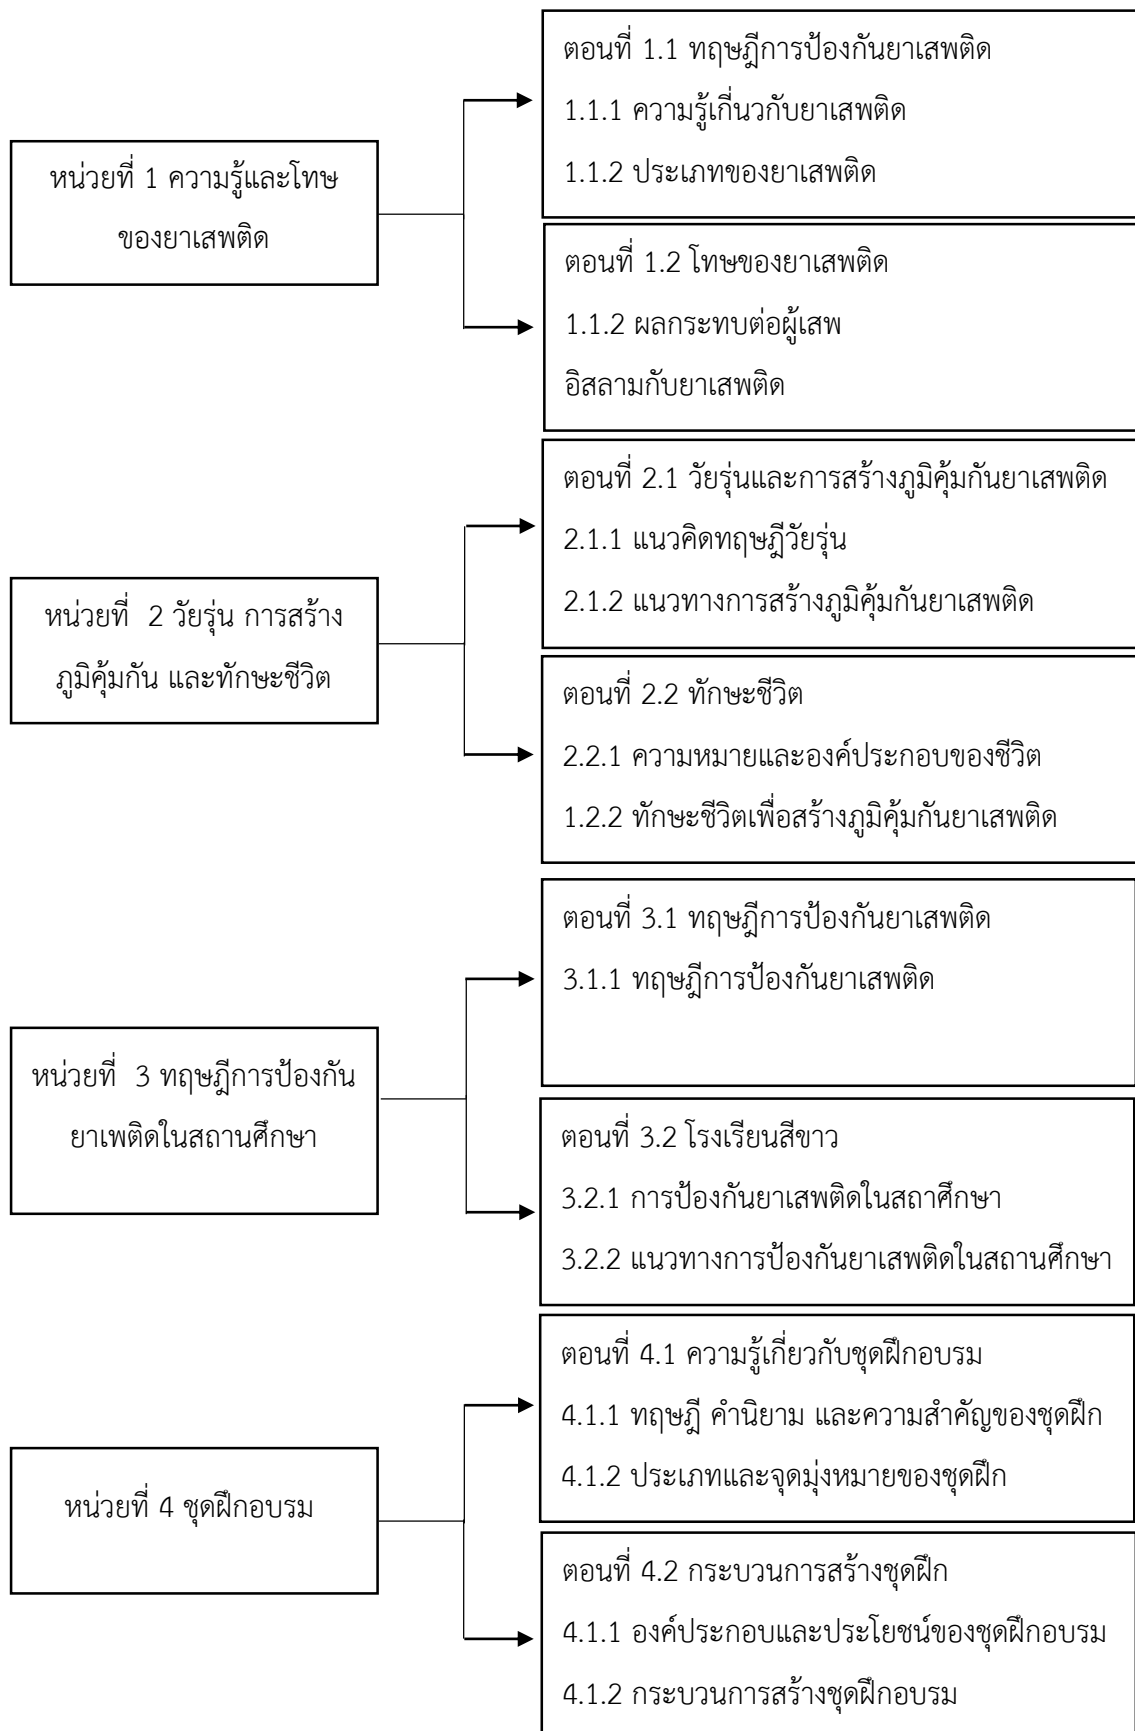 หน่วยที่ 1 ความรู้และโทษ
ของยาเสพติด
ตอนที่ 1.1 ทฤษฎีการป้องกันยาเสพติด
1.1.1 ความรู้เกี่นวกับยาเสพติด
1.1.2 ประเภทของยาเสพติด
ตอนที่ 1.2 โทษของยาเสพติด
1.1.2 ผลกระทบต่อผู้เสพ
อิสลามกับยาเสพติด
หน่วยที่  2 วัยรุ่น การสร้าง
ภูมิคุ้มกัน และทักษะชีวิต
ตอนที่ 2.1 วัยรุ่นและการสร้างภูมิคุ้มกันยาเสพติด
2.1.1 แนวคิดทฤษฎีวัยรุ่น
2.1.2 แนวทางการสร้างภูมิคุ้มกันยาเสพติด
ตอนที่ 2.2 ทักษะชีวิต
2.2.1 ความหมายและองค์ประกอบของชีวิต
1.2.2 ทักษะชีวิตเพื่อสร้างภูมิคุ้มกันยาเสพติด
หน่วยที่  3 ทฤษฎีการป้องกัน
ยาเพติดในสถานศึกษา
ตอนที่ 3.1 ทฤษฎีการป้องกันยาเสพติด
3.1.1 ทฤษฎีการป้องกันยาเสพติด
ตอนที่ 3.2 โรงเรียนสีขาว
3.2.1 การป้องกันยาเสพติดในสถาศึกษา
3.2.2 แนวทางการป้องกันยาเสพติดในสถานศึกษา
หน่วยที่ 4 ชุดฝึกอบรม
ตอนที่ 4.1 ความรู้เกี่ยวกับชุดฝึกอบรม
4.1.1 ทฤษฎี คำนิยาม และความสำคัญของชุดฝึก
4.1.2 ประเภทและจุดมุ่งหมายของชุดฝึก
ตอนที่ 4.2 กระบวนการสร้างชุดฝึก
4.1.1 องค์ประกอบและประโยชน์ของชุดฝึกอบรม
4.1.2 กระบวนการสร้างชุดฝึกอบรม